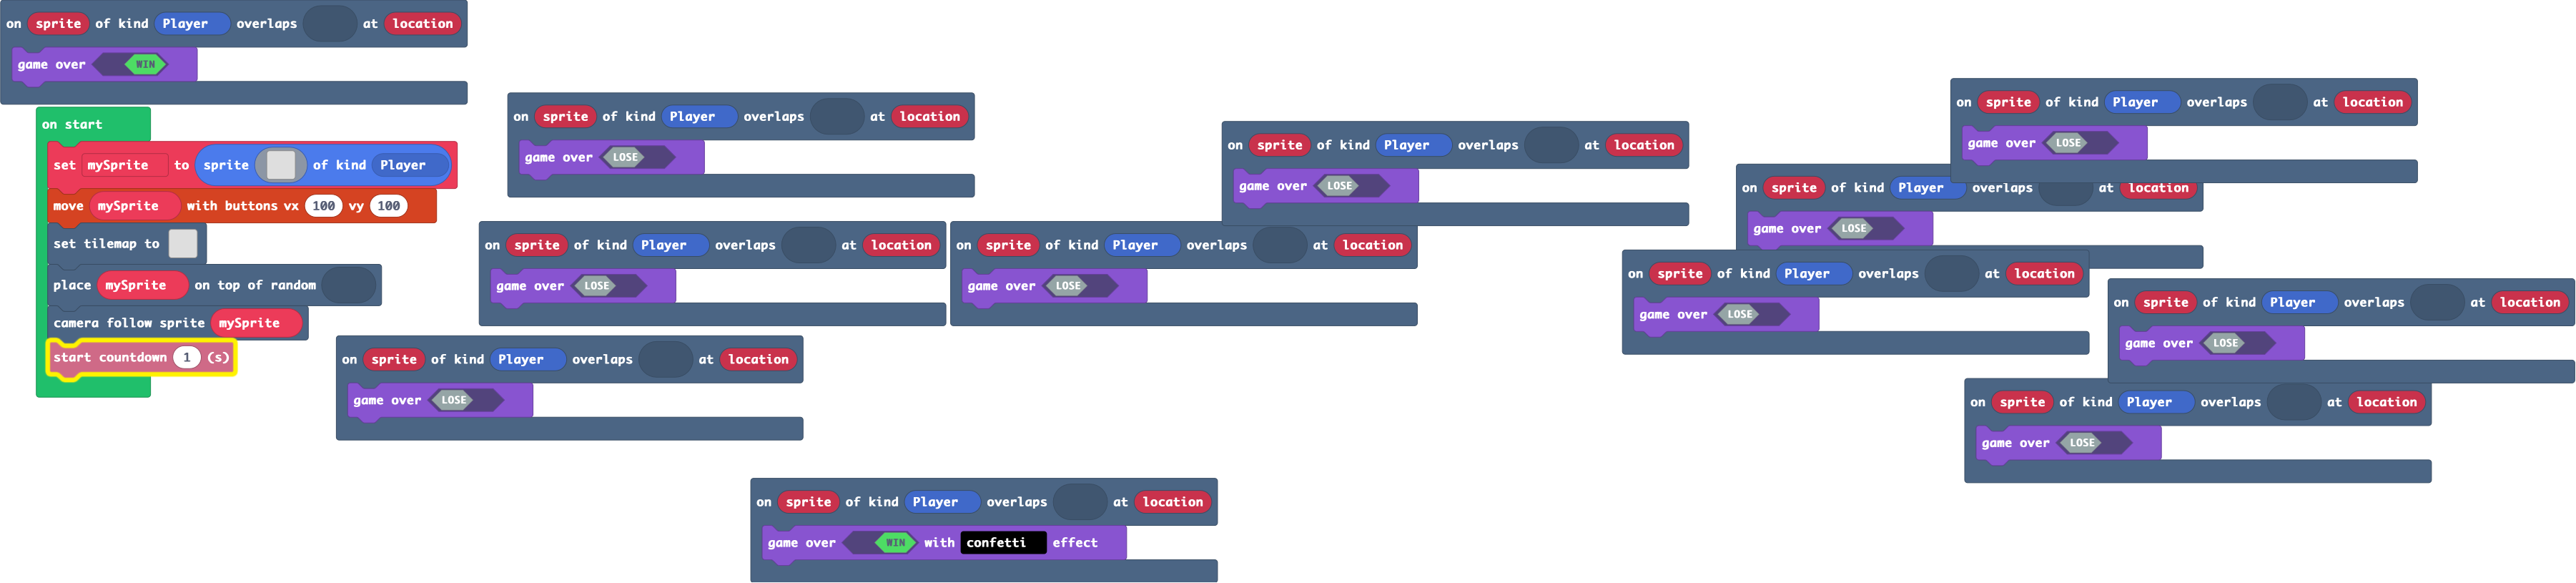 on sprite of kind Player overlaps at location
game over WIN
on start
set mySprite to sprite of kind Player
move mySprite with buttons vx 100 vy 100
set tilemap to
place mySprite on top of random
camera follow sprite mySprite
start countdown 1 (s)
on sprite of kind Player overlaps at location
game over LOSE
on sprite of kind Player overlaps at location
game over LOSE
on sprite of kind Player overlaps at location
game over LOSE
on sprite of kind Player overlaps at location
game over LOSE
on sprite of kind Player overlaps at location
game over WIN with confetti effect
on sprite of kind Player overlaps at location
game over LOSE
on sprite of kind Player overlaps at location
game over LOSE
on sprite of kind Player overlaps at location
game over LOSE
on sprite of kind Player overlaps at location
game over LOSE
on sprite of kind Player overlaps at location
game over LOSE
on sprite of kind Player overlaps at location
game over LOSE